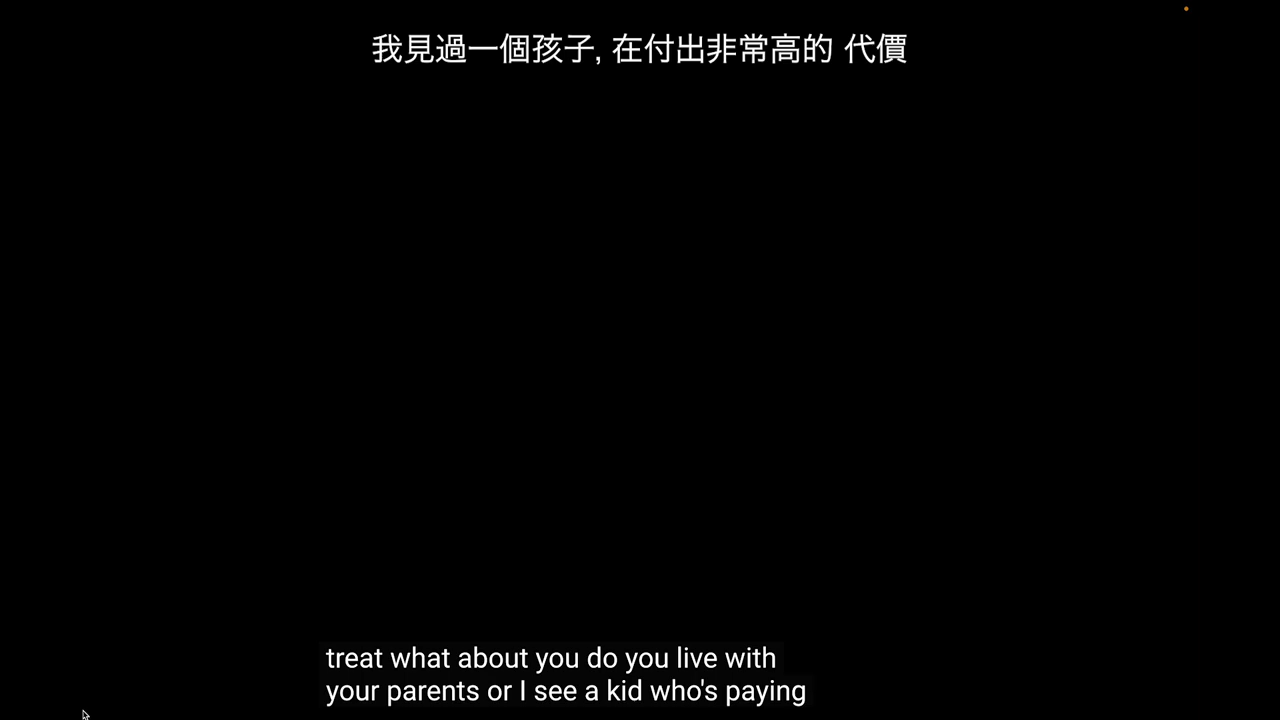 我見過一個孩子, 在付出非常高的 代價
treat what about you do you live with
your parents or I see a kid who's paying